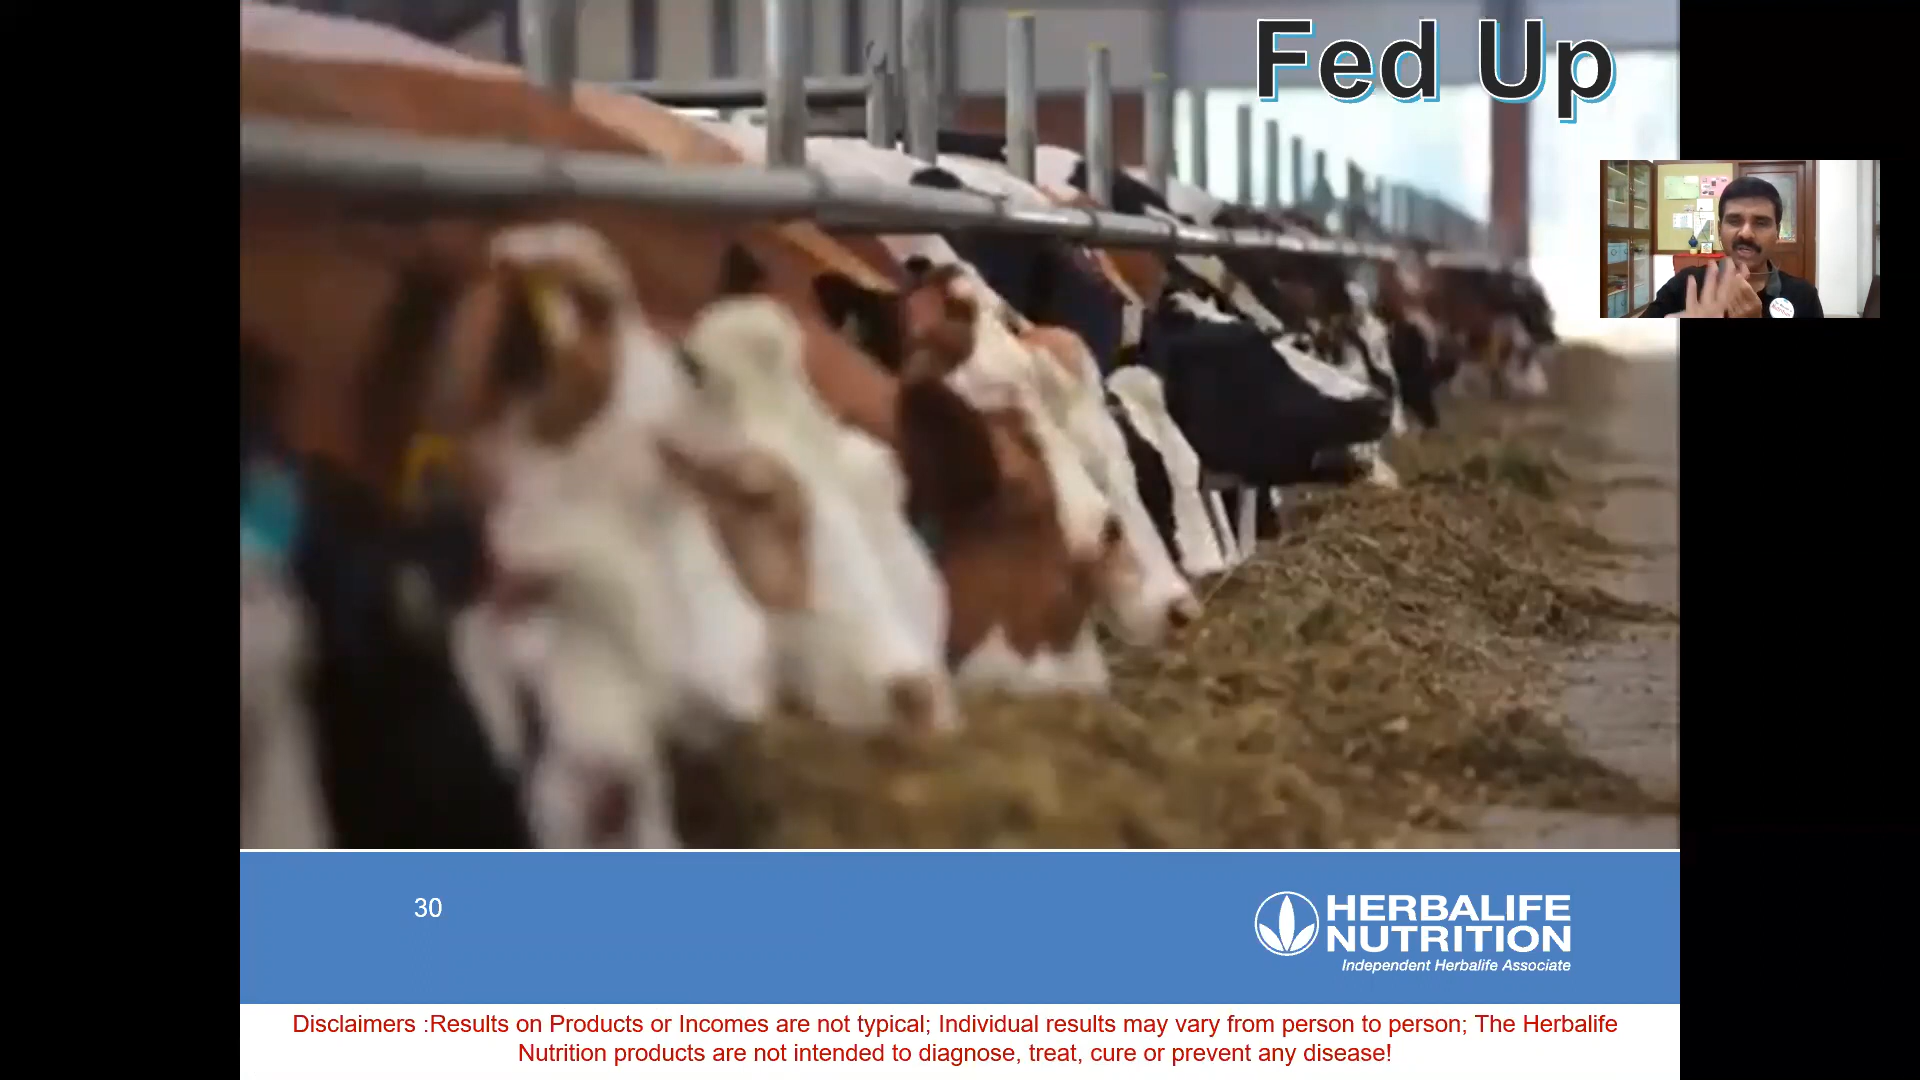 Fed Up
30
HERBALIFE
NUTRITION
Independent Herbalife Associate
Disclaimers :Results on Products or Incomes are not typical; Individual results may vary from person to person; The Herbalife
Nutrition products are not intended to diagnose, treat, cure or prevent any disease!